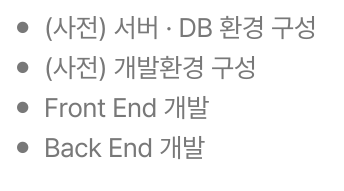 • (사전) 서버 · DB 환경 구성
• (사전) 개발환경 구성
• Front End 개발
• Back End 개발